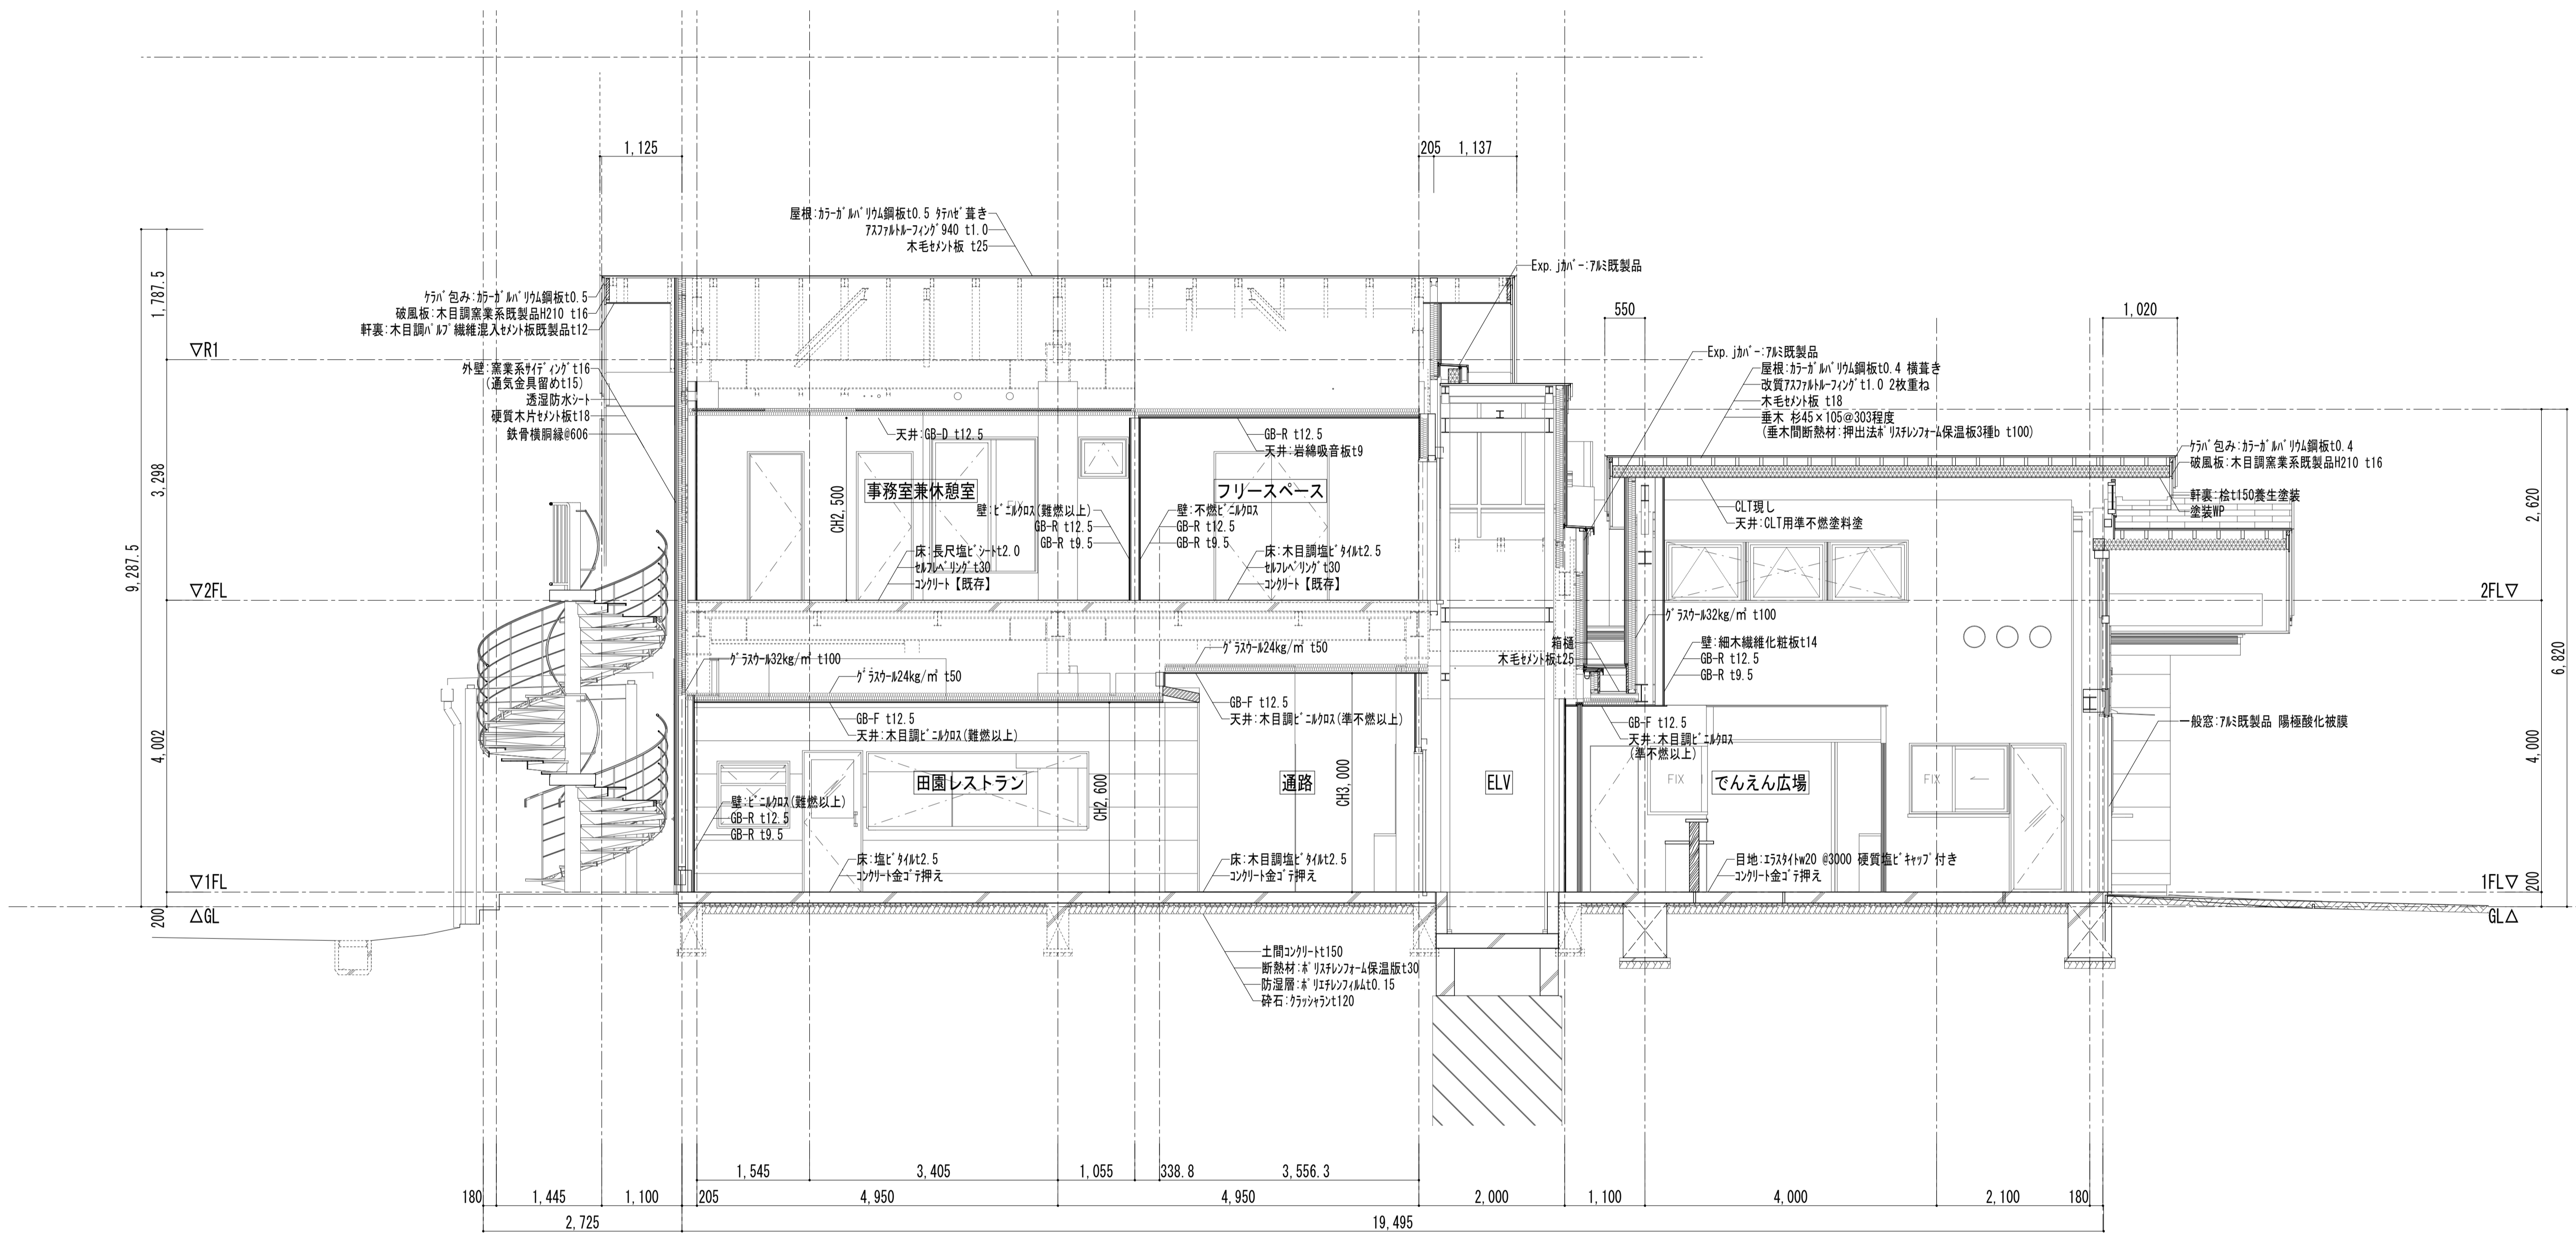 1,125
205
1,137
屋根:ｶﾗｰｶﾞﾙﾊﾞﾘｳﾑ鋼板t0.5 ﾀﾃﾊｾﾞ葺き
ｱｽﾌｧﾙﾄﾙｰﾌｨﾝｸﾞ940 t1.0
木毛ｾﾒﾝﾄ板 t25
Exp.jｶﾊﾞｰ:ｱﾙﾐ既製品
ｹﾗﾊﾞ包み:ｶﾗｰｶﾞﾙﾊﾞﾘｳﾑ鋼板t0.5
破風板:木目調窯業系既製品H210 t16
軒裏:木目調ﾊﾟﾙﾌﾟ繊維混入ｾﾒﾝﾄ板既製品t12
1,787.5
550
1,020
▽R1
外壁:窯業系ｻｲﾃﾞｨﾝｸﾞt16
(通気金具留めt15)
透湿防水ｼｰﾄ
硬質木片ｾﾒﾝﾄ板t18
鉄骨横胴縁@606
Exp.jｶﾊﾞｰ:ｱﾙﾐ既製品
屋根:ｶﾗｰｶﾞﾙﾊﾞﾘｳﾑ鋼板t0.4 横葺き
改質ｱｽﾌｧﾙﾄﾙｰﾌｨﾝｸﾞt1.0 2枚重ね
木毛ｾﾒﾝﾄ板 t18
垂木 杉45×105@303程度
(垂木間断熱材:押出法ﾎﾟﾘｽﾁﾚﾝﾌｫｰﾑ保温板3種b t100)
天井:GB-D t12.5
GB-R t12.5
天井:岩綿吸音板t9
ｹﾗﾊﾞ包み:ｶﾗｰｶﾞﾙﾊﾞﾘｳﾑ鋼板t0.4
破風板:木目調窯業系既製品H210 t16
軒裏:桧t150養生塗装
塗装WP
3,298
9,287.5
CH2,500
事務室兼休憩室
FIX
フリースペース
壁:ﾋﾞﾆﾙｸﾛｽ(難燃以上)
GB-R t12.5
GB-R t9.5
壁:不燃ﾋﾞﾆﾙｸﾛｽ
GB-R t12.5
GB-R t9.5
CLT現し
天井:CLT用準不燃塗料塗
2,620
床:長尺塩ﾋﾞｼｰﾄt2.0
ｾﾙﾌﾚﾍﾞﾘﾝｸﾞt30
ｺﾝｸﾘｰﾄ【既存】
床:木目調塩ﾋﾞﾀｲﾙt2.5
ｾﾙﾌﾚﾍﾞﾘﾝｸﾞt30
ｺﾝｸﾘｰﾄ【既存】
▽2FL
2FL▽
ｸﾞﾗｽｳｰﾙ32kg/㎥ t100
箱樋
木毛ｾﾒﾝﾄ板t25
壁:細木繊維化粧板t14
GB-R t12.5
GB-R t9.5
6,820
ｸﾞﾗｽｳｰﾙ32kg/㎥ t100
ｸﾞﾗｽｳｰﾙ24kg/㎥ t50
ｸﾞﾗｽｳｰﾙ24kg/㎥ t50
GB-F t12.5
天井:木目調ﾋﾞﾆﾙｸﾛｽ(難燃以上)
GB-F t12.5
天井:木目調ﾋﾞﾆﾙｸﾛｽ(準不燃以上)
GB-F t12.5
天井:木目調ﾋﾞﾆﾙｸﾛｽ
(準不燃以上)
一般窓:ｱﾙﾐ既製品 陽極酸化被膜
4,002
4,000
田園レストラン
CH2,600
通路
CH3,000
ELV
FIX
でんえん広場
FIX
壁:ﾋﾞﾆﾙｸﾛｽ(難燃以上)
GB-R t12.5
GB-R t9.5
床:塩ﾋﾞﾀｲﾙt2.5
ｺﾝｸﾘｰﾄ金ｺﾞﾃ押え
床:木目調塩ﾋﾞﾀｲﾙt2.5
ｺﾝｸﾘｰﾄ金ｺﾞﾃ押え
目地:ｴﾗｽﾀｲﾄw20 @3000 硬質塩ﾋﾞｷｬｯﾌﾟ付き
ｺﾝｸﾘｰﾄ金ｺﾞﾃ押え
▽1FL
1FL▽
200
△GL
200
GL△
土間ｺﾝｸﾘｰﾄt150
断熱材:ﾎﾟﾘｽﾁﾚﾝﾌｫｰﾑ保温版t30
防湿層:ﾎﾟﾘｴﾁﾚﾝﾌｨﾙﾑt0.15
砕石:ｸﾗｯｼｬﾗﾝt120
1,545
3,405
1,055
338.8
3,556.3
180
1,445
1,100
205
4,950
4,950
2,000
1,100
4,000
2,100
180
2,725
19,495